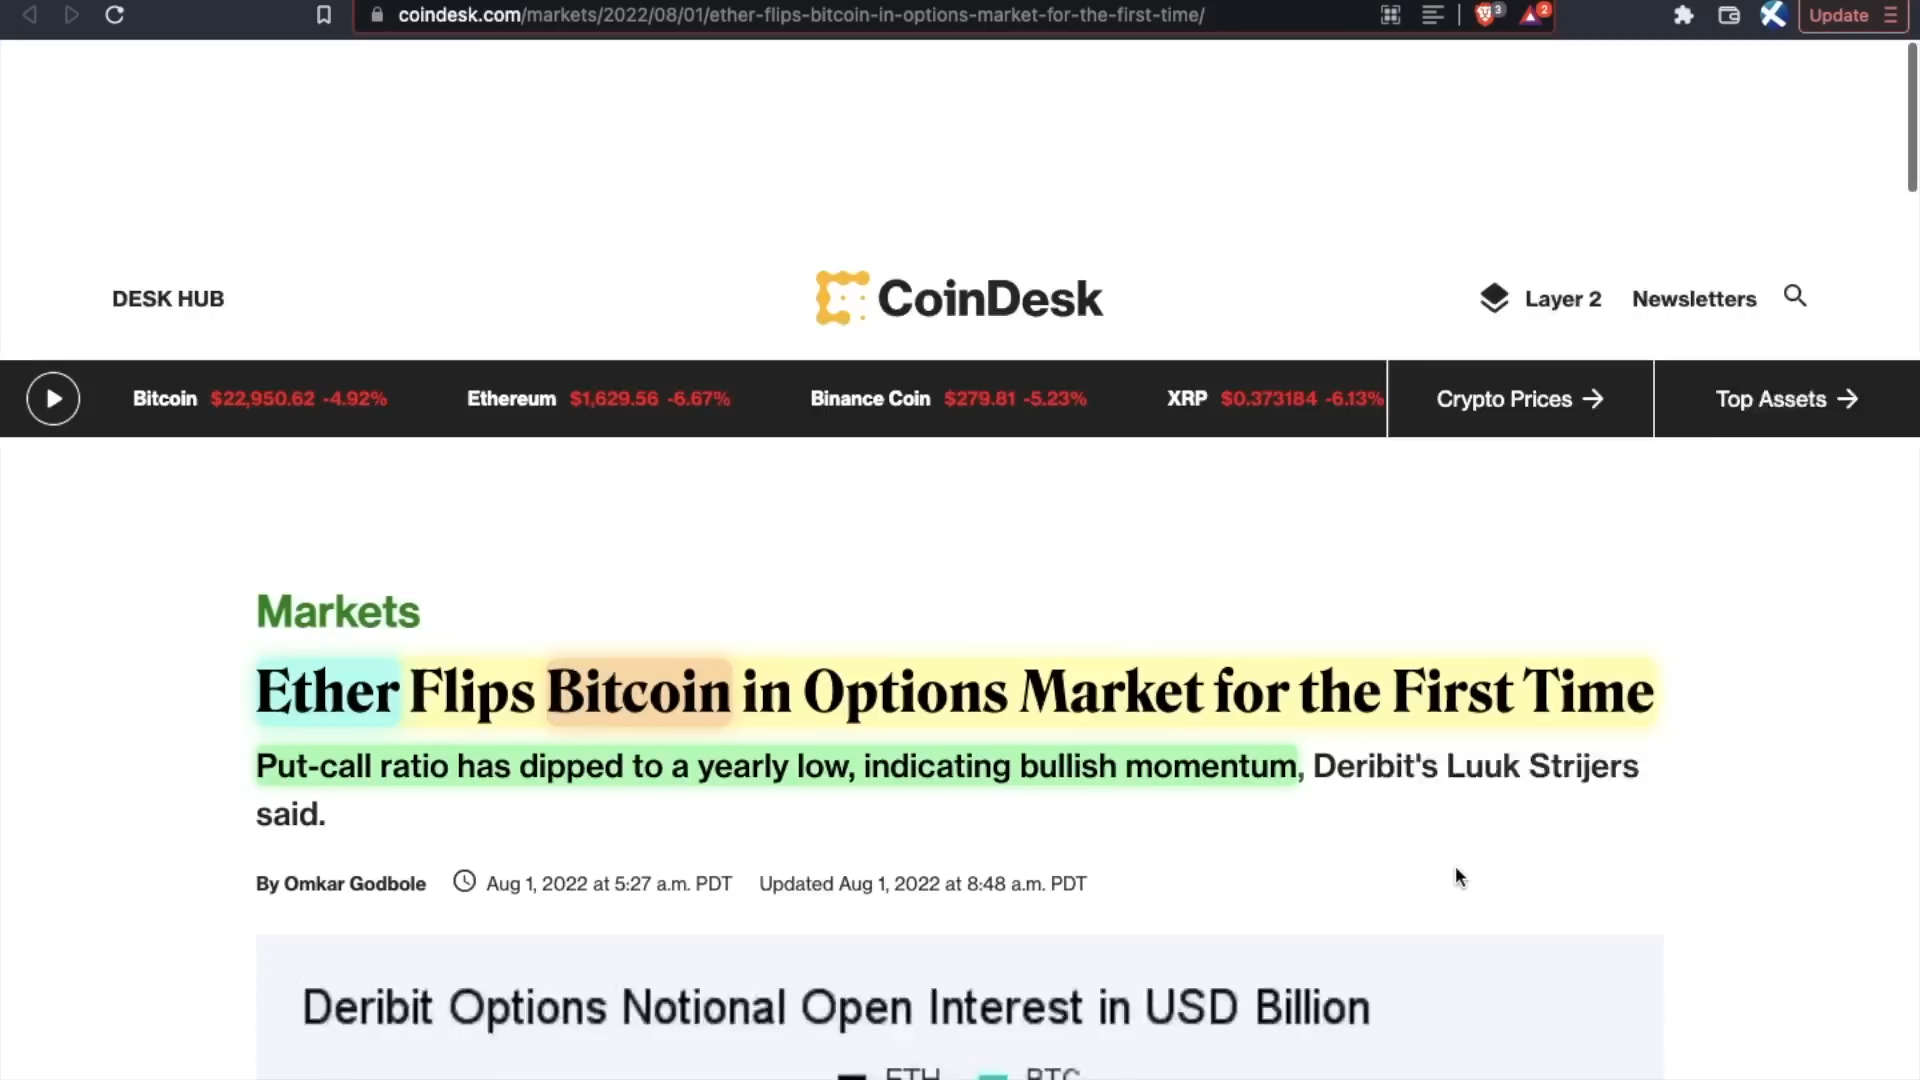 coindesk.com/markets/2022/08/01/ether-flips-bitcoin-in-options-market-for-the-first-time/ 3 2 Update
DESK HUB CoinDesk Layer 2 Newsletters
Bitcoin $22,950.62 -4.92% Ethereum $1,629.56 -6.67% Binance Coin $279.81 -5.23% XRP $0.373184 -6.13% Crypto Prices → Top Assets →
Markets
Ether Flips Bitcoin in Options Market for the First Time
Put-call ratio has dipped to a yearly low, indicating bullish momentum, Deribit's Luuk Strijers
said.
By Omkar Godbole Aug 1, 2022 at 5:27 a.m. PDT Updated Aug 1, 2022 at 8:48 a.m. PDT
Deribit Options Notional Open Interest in USD Billion
ETH BTC